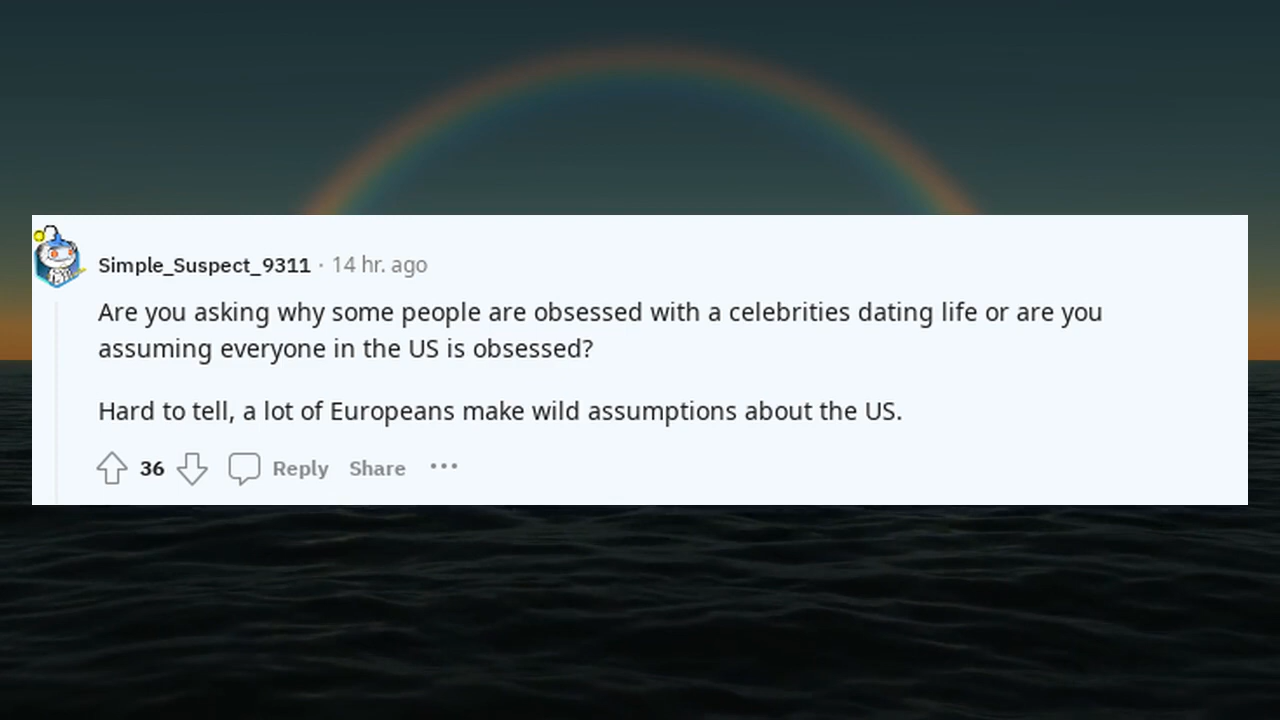 Simple_Suspect_9311 · 14 hr. ago
Are you asking why some people are obsessed with a celebrities dating life or are you
assuming everyone in the US is obsessed?
Hard to tell, a lot of Europeans make wild assumptions about the US.
36 Reply Share •••